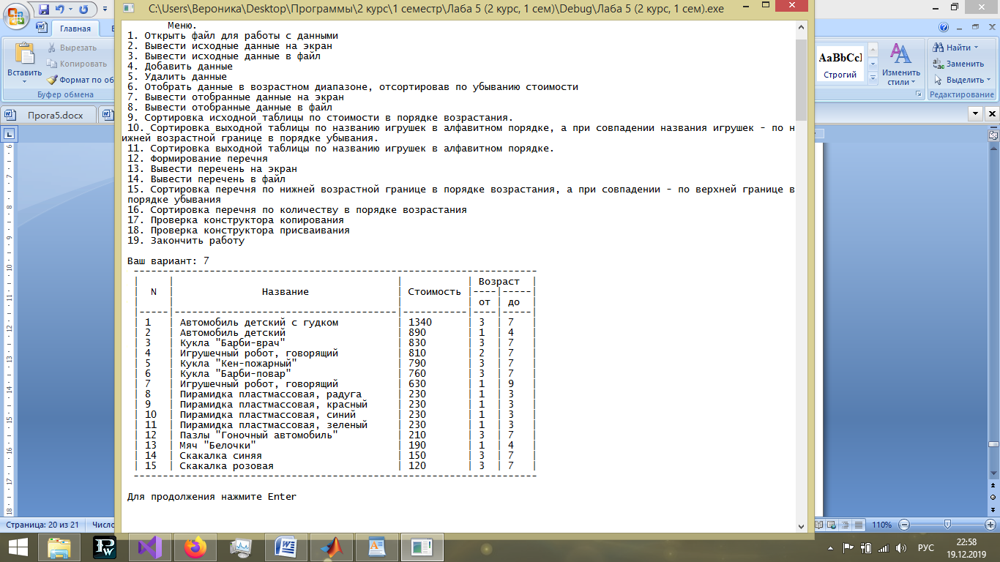 C:\Users\Вероника\Desktop\Программы\2 курс\1 семестр\Лаба 5 (2 курс, 1 сем)\Debug\Лаба 5 (2 курс, 1 сем).exe
Главная
Вставить
Вырезать
Копировать
Формат по об
Буфер обмена
Прога5.docx
AaBbCcI
Строгий
Изменить стили
Найти
Заменить
Выделить
Редактирование
Меню.
1. Открыть файл для работы с данными
2. Вывести исходные данные на экран
3. Вывести исходные данные в файл
4. Добавить данные
5. Удалить данные
6. Отобрать данные в возрастном диапазоне, отсортировав по убыванию стоимости
7. Вывести отобранные данные на экран
8. Вывести отобранные данные в файл
9. Сортировка исходной таблицы по стоимости в порядке возрастания.
10. Сортировка выходной таблицы по названию игрушек в алфавитном порядке, а при совпадении названия игрушек - по н
ижней возрастной границе в порядке убывания.
11. Сортировка выходной таблицы по названию игрушек в алфавитном порядке.
12. Формирование перечня
13. Вывести перечень на экран
14. Вывести перечень в файл
15. Сортировка перечня по нижней возрастной границе в порядке возрастания, а при совпадении - по верхней границе в
порядке убывания
16. Сортировка перечня по количеству в порядке возрастания
17. Проверка конструктора копирования
18. Проверка конструктора присваивания
19. Закончить работу
Ваш вариант: 7
Возраст
N Название Стоимость
от до
1 Автомобиль детский с гудком 1340 3 7
2 Автомобиль детский 890 1 4
3 Кукла "Барби-врач" 830 3 7
4 Игрушечный робот, говорящий 810 2 7
5 Кукла "Кен-пожарный" 790 3 7
6 Кукла "Барби-повар" 760 3 7
7 Игрушечный робот, говорящий 630 1 9
8 Пирамидка пластмассовая, радуга 230 1 3
9 Пирамидка пластмассовая, красный 230 1 3
10 Пирамидка пластмассовая, синий 230 1 3
11 Пирамидка пластмассовая, зеленый 230 1 3
12 Пазлы "Гоночный автомобиль" 210 3 7
13 Мяч "Белочки" 190 1 4
14 Скакалка синяя 150 3 7
15 Скакалка розовая 120 3 7
Для продолжения нажмите Enter
Страница: 20 из 21
Число
110%
РУС
22:58
19.12.2019